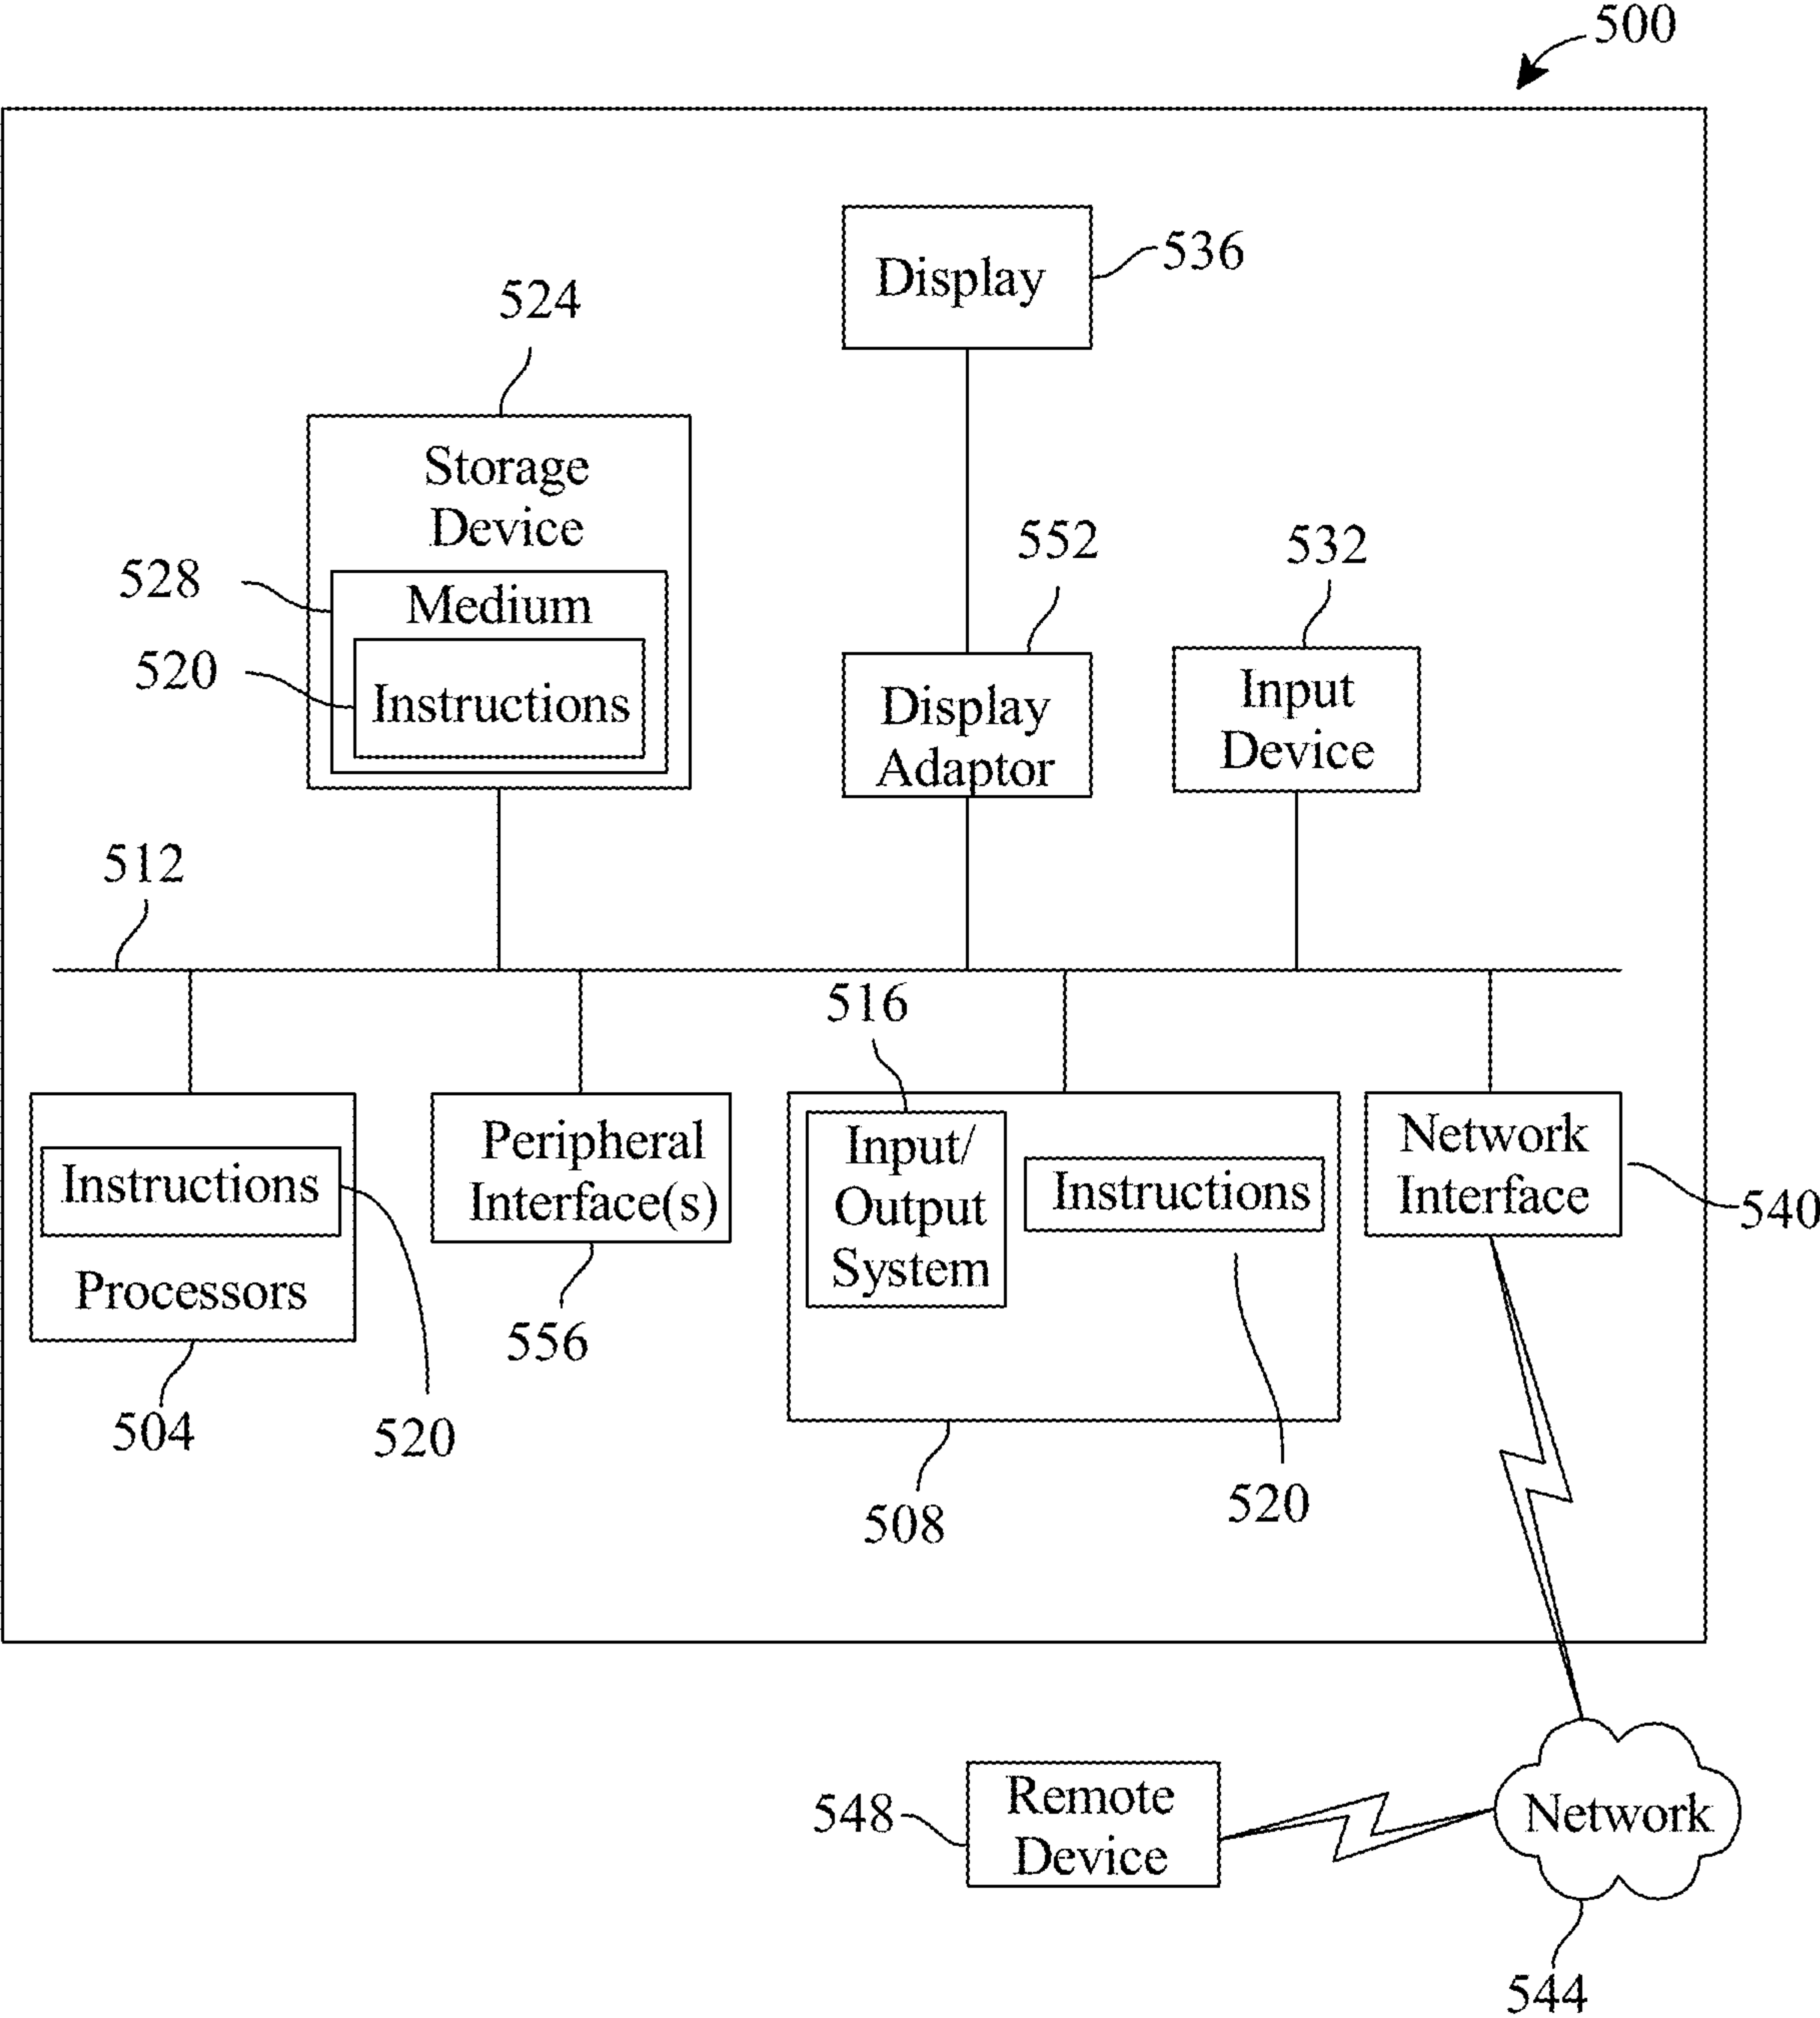 500
Display
536
524
Storage
Device
528
Medium
520
Instructions
552
Display
Adaptor
532
Input
Device
512
516
Instructions
Processors
504
520
Peripheral
Interface(s)
556
Input/
Output
System
Instructions
508
520
Network
Interface
540
548
Remote
Device
Network
544